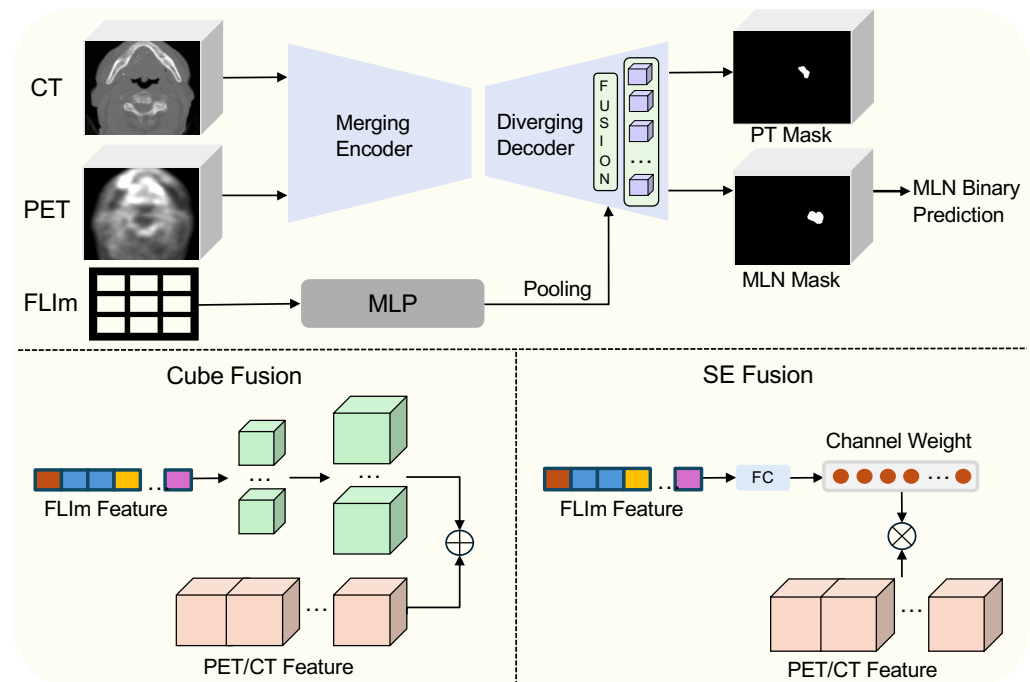 CT
PET
FLIm
Merging
Encoder
Diverging
Decoder
FUSION
...
MLP
Pooling
PT Mask
MLN Mask
MLN Binary
Prediction
Cube Fusion
FLIm Feature
...
...
...
...
PET/CT Feature
SE Fusion
FLIm Feature
...
FC
Channel Weight
...
...
PET/CT Feature